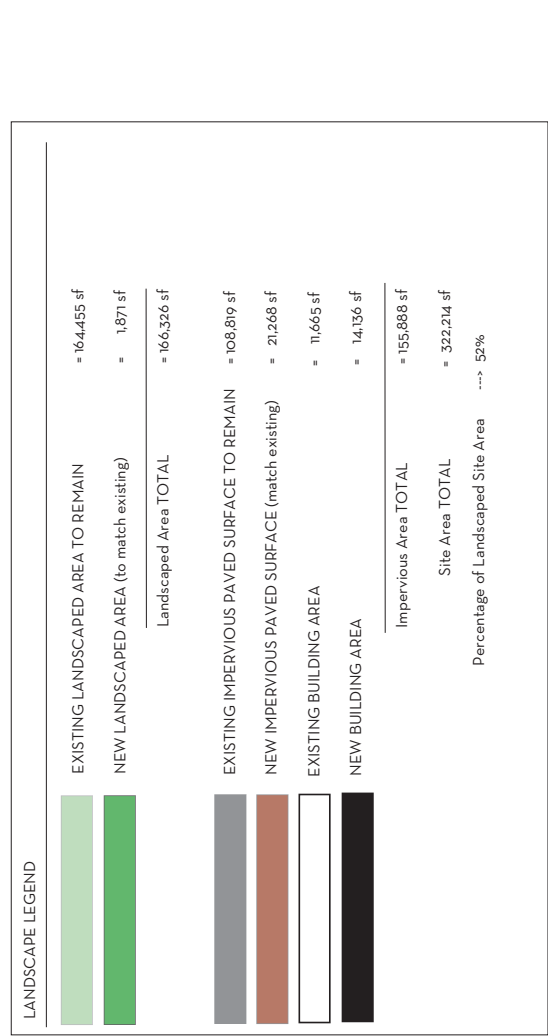 LANDSCAPE LEGEND
EXISTING LANDSCAPED AREA TO REMAIN = 164,455 sf
NEW LANDSCAPED AREA (to match existing) = 1,871 sf
Landscaped Area TOTAL = 166,326 sf
EXISTING IMPERVIOUS PAVED SURFACE TO REMAIN = 108,819 sf
NEW IMPERVIOUS PAVED SURFACE (match existing) = 21,268 sf
EXISTING BUILDING AREA = 11,665 sf
NEW BUILDING AREA = 14,136 sf
Impervious Area TOTAL = 155,888 sf
Site Area TOTAL = 322,214 sf
Percentage of Landscaped Site Area ---> 52%